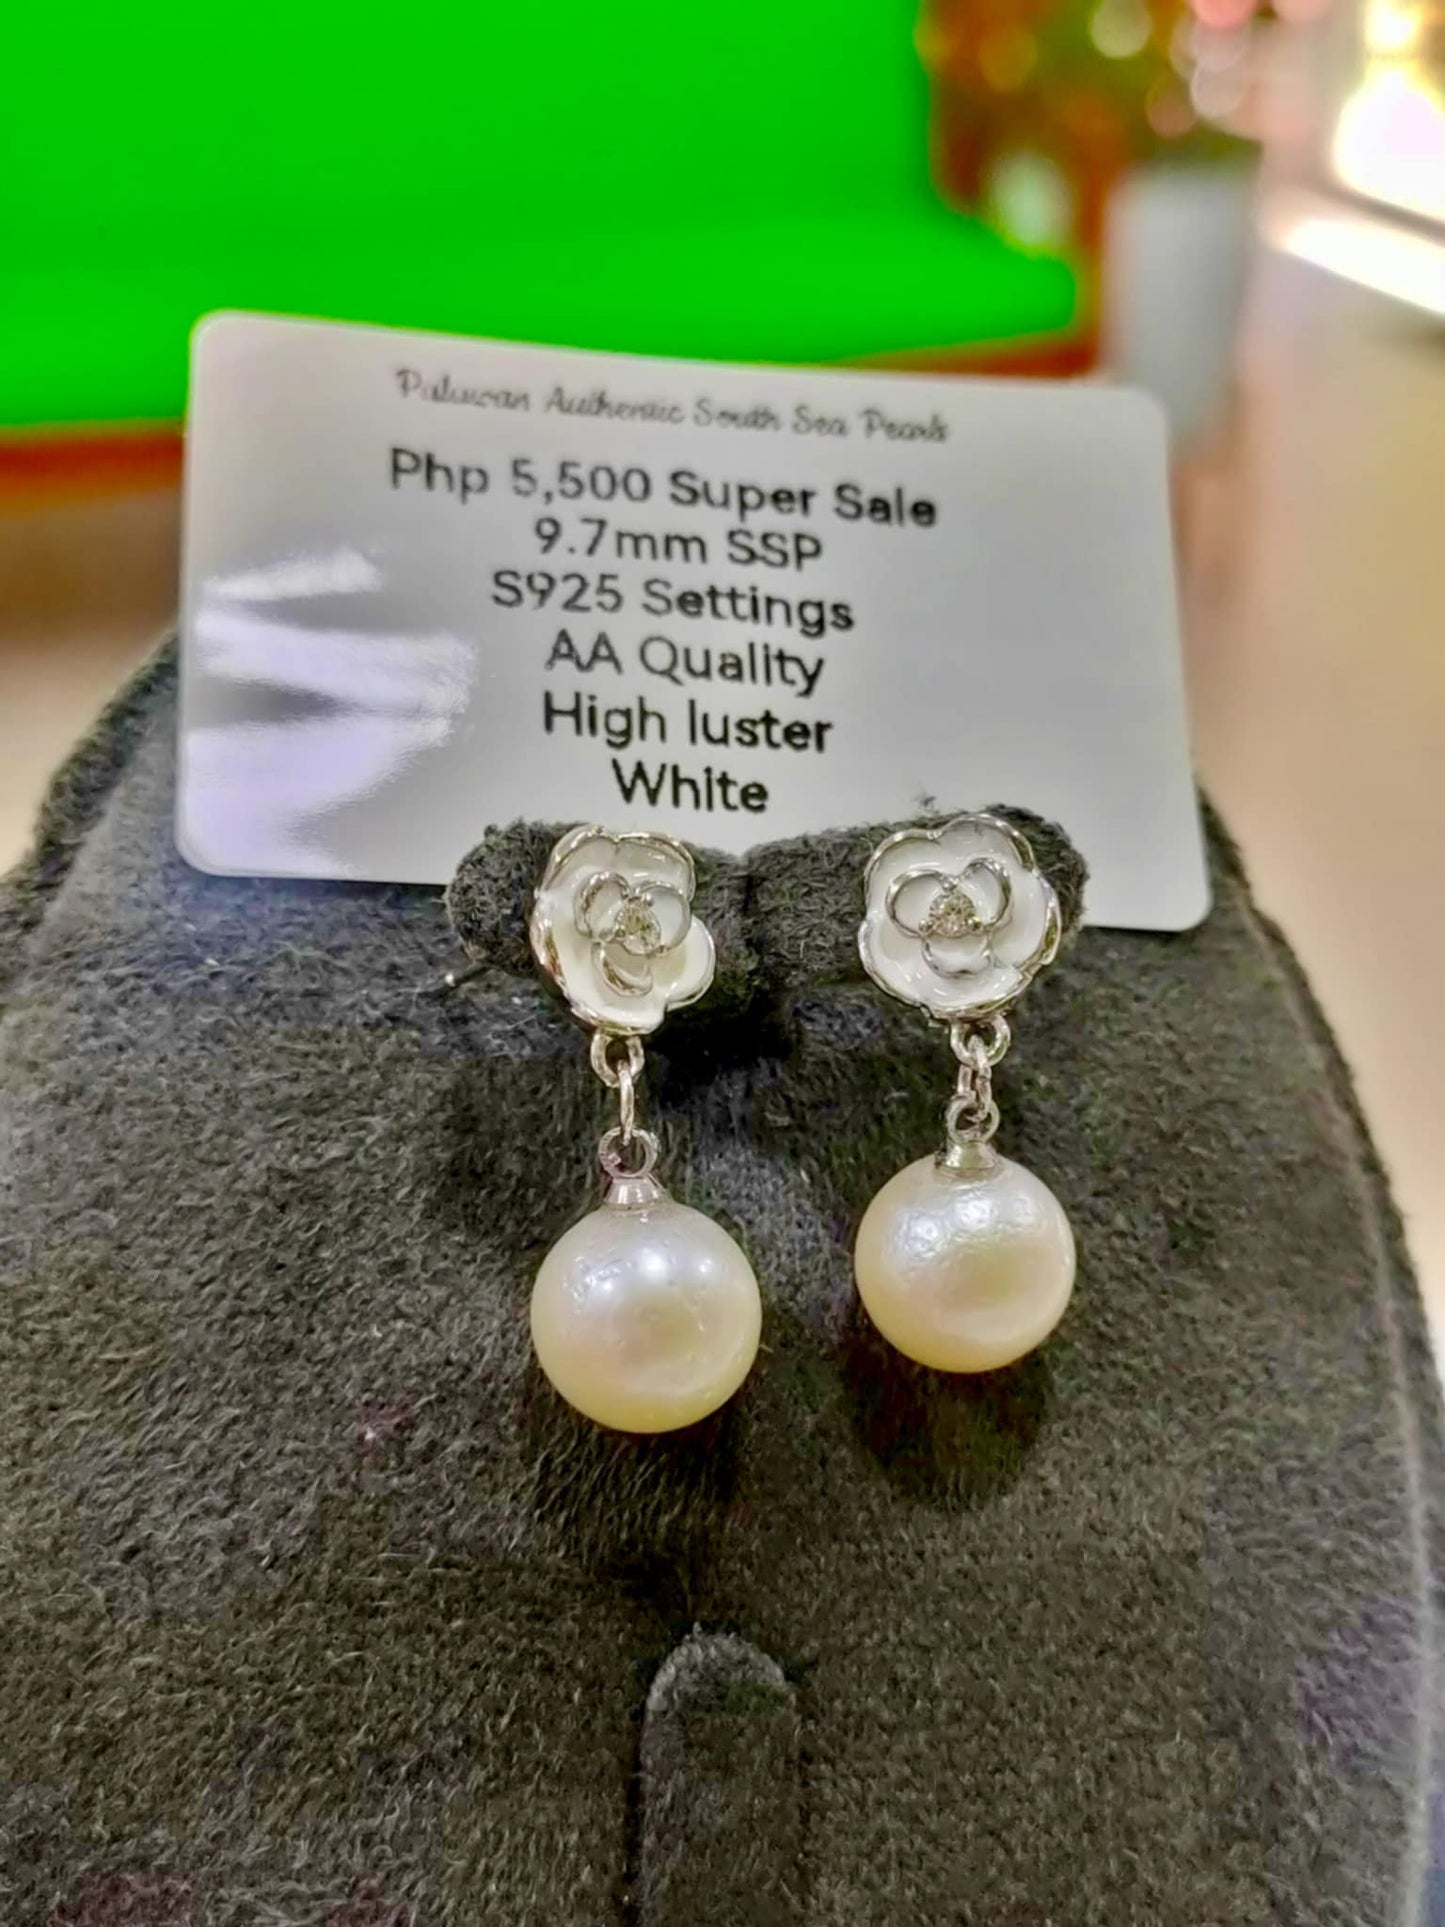 Paluwan Authentic South Sea Pearls
Php 5,500 Super Sale
9.7mm SSP
S925 Settings
AA Quality
High luster
White